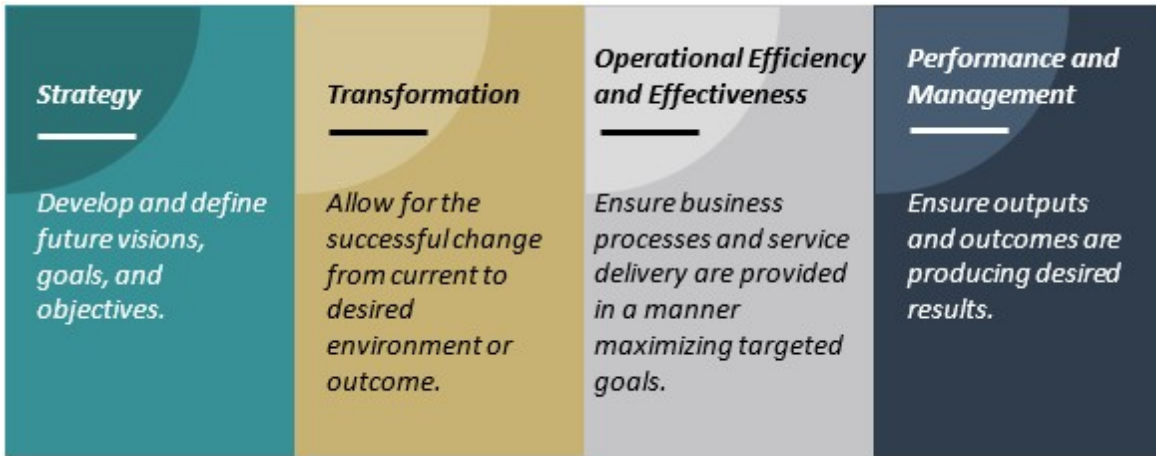 Strategy
Develop and define
future visions,
goals, and
objectives.
Transformation
Allow for the
successful change
from current to
desired
environment or
outcome.
Operational Efficiency
and Effectiveness
Ensure business
processes and service
delivery are provided
in a manner
maximizing targeted
goals.
Performance and
Management
Ensure outputs
and outcomes are
producing desired
results.